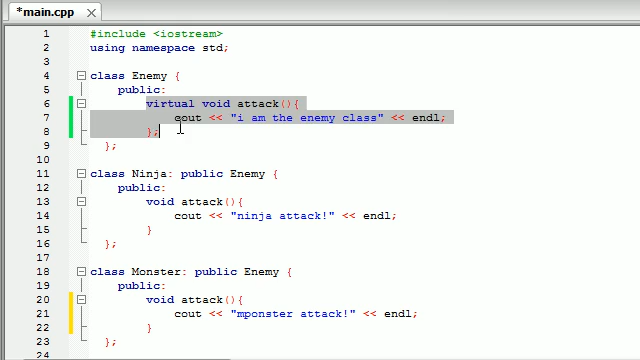 *main.cpp
1 #include <iostream>
2 using namespace std;
3
4 class Enemy {
5 public:
6 virtual void attack(){
7 cout << "i am the enemy class" << endl;
8 };
9 };
10
11 class Ninja: public Enemy {
12 public:
13 void attack(){
14 cout << "ninja attack!" << endl;
15 }
16 };
17
18 class Monster: public Enemy {
19 public:
20 void attack(){
21 cout << "mponster attack!" << endl;
22 }
23 };
24